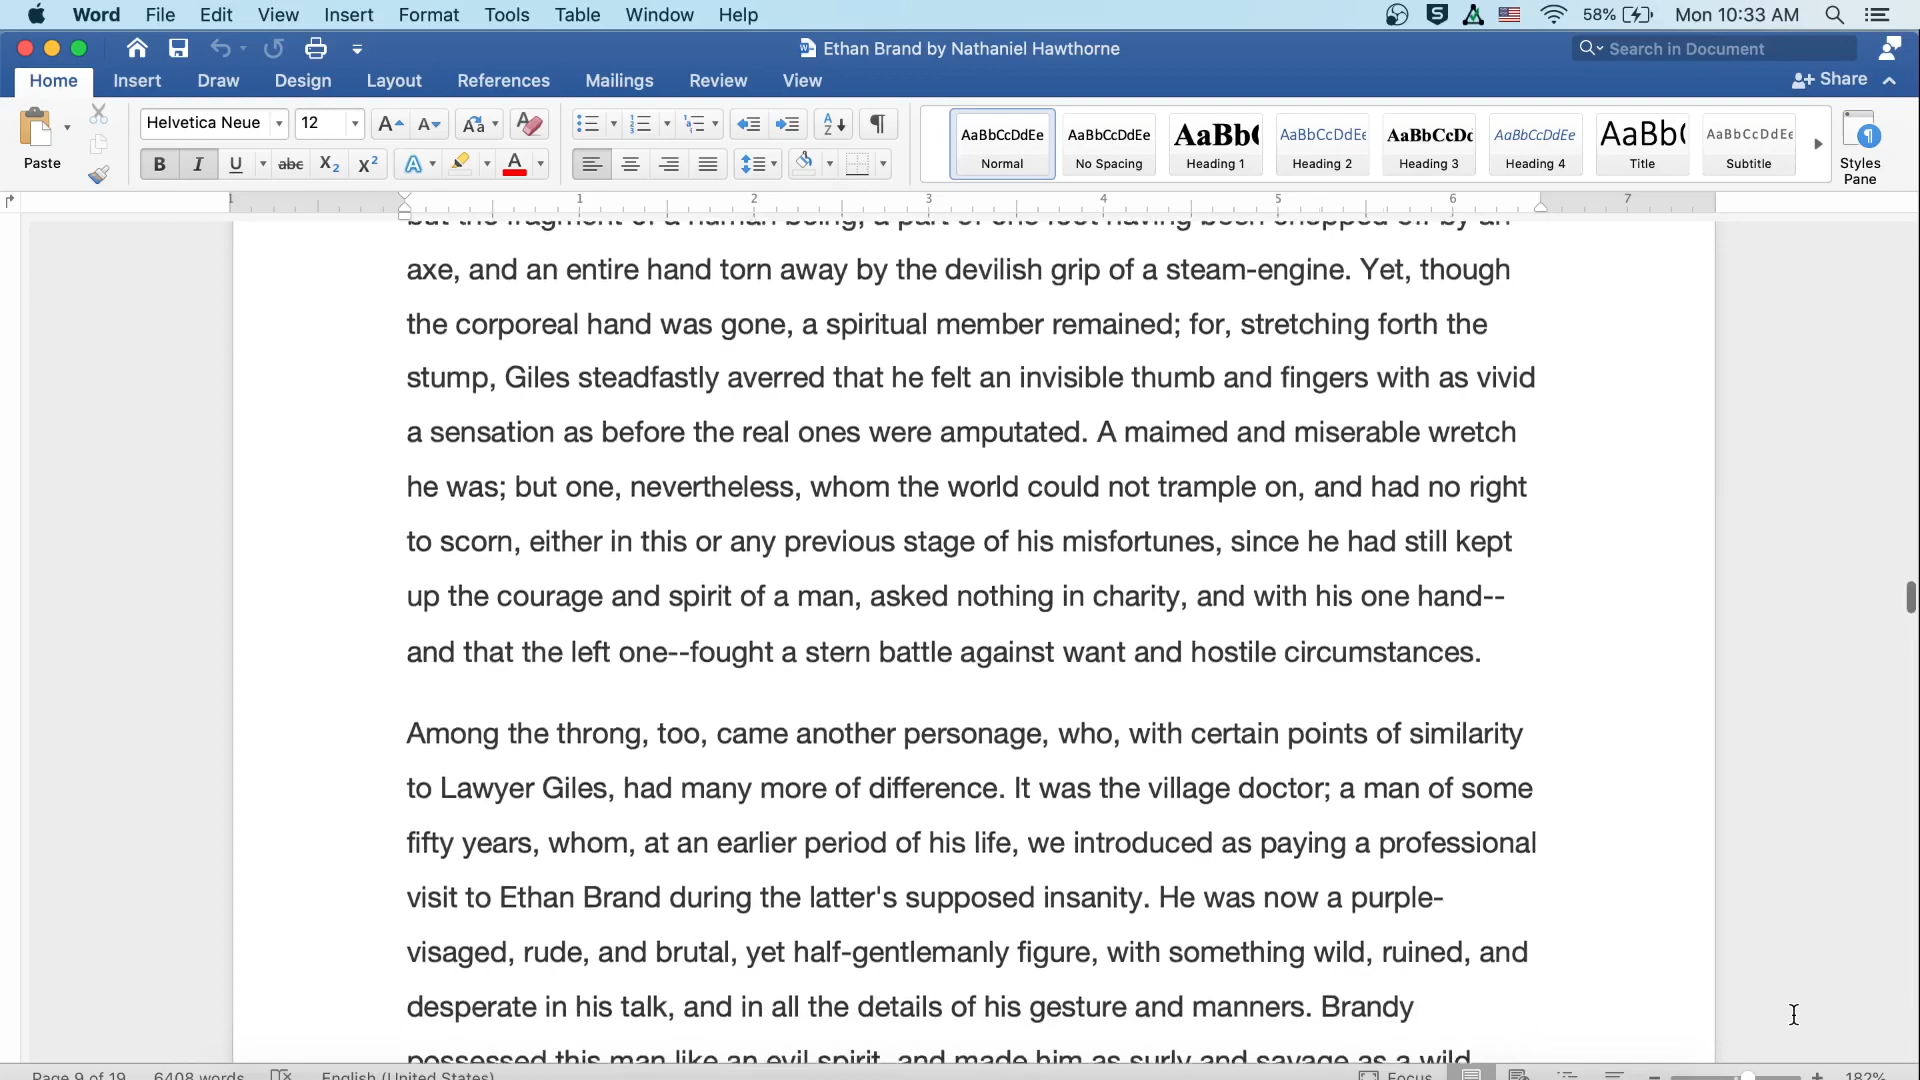 Word File Edit View Insert Format Tools Table Window Help 58% Mon 10:33 AM
Ethan Brand by Nathaniel Hawthorne Search in Document
Home Insert Draw Design Layout References Mailings Review View Share
Helvetica Neue 12
Paste
AaBbCcDdEe AaBbCcDdEe AaBb( AaBbCcDdEe AaBbCcDc AaBbCcDdEe AaBb( AaBbCcDdEe
Normal No Spacing Heading 1 Heading 2 Heading 3 Heading 4 Title Subtitle
Styles Pane
1 1 2 3 4 5 6 7
but the fragment of a human being, a part of one foot having been chopped off by an
axe, and an entire hand torn away by the devilish grip of a steam-engine. Yet, though
the corporeal hand was gone, a spiritual member remained; for, stretching forth the
stump, Giles steadfastly averred that he felt an invisible thumb and fingers with as vivid
a sensation as before the real ones were amputated. A maimed and miserable wretch
he was; but one, nevertheless, whom the world could not trample on, and had no right
to scorn, either in this or any previous stage of his misfortunes, since he had still kept
up the courage and spirit of a man, asked nothing in charity, and with his one hand--
and that the left one--fought a stern battle against want and hostile circumstances.
Among the throng, too, came another personage, who, with certain points of similarity
to Lawyer Giles, had many more of difference. It was the village doctor; a man of some
fifty years, whom, at an earlier period of his life, we introduced as paying a professional
visit to Ethan Brand during the latter's supposed insanity. He was now a purple-
visaged, rude, and brutal, yet half-gentlemanly figure, with something wild, ruined, and
desperate in his talk, and in all the details of his gesture and manners. Brandy
possessed this man like an evil spirit, and made him as surly and savage as a wild
Page 9 of 19 6408 words English (United States) Focus 182%